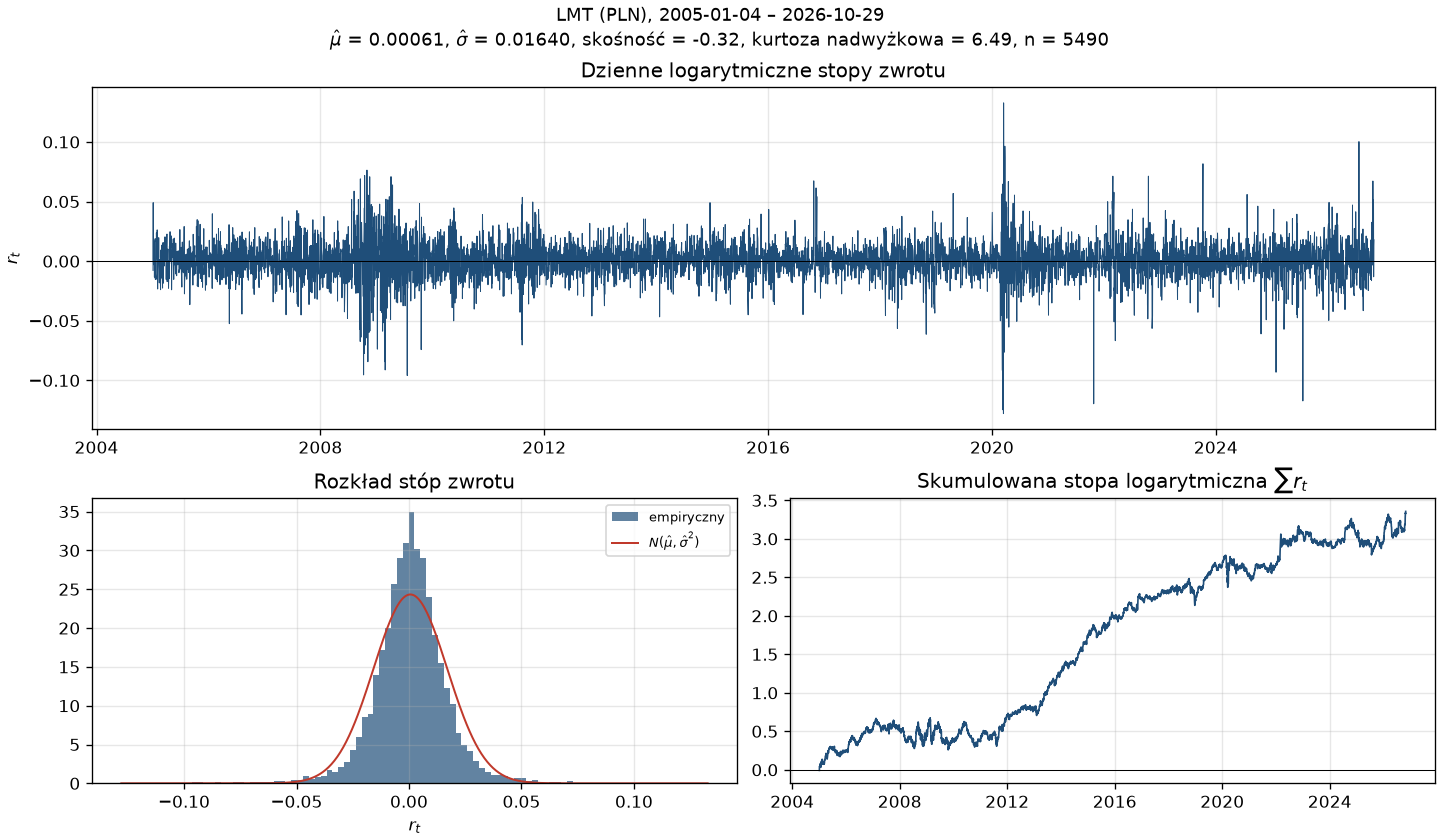 LMT (PLN), 2005-01-04 – 2026-10-29
μ̂ = 0.00061, σ̂ = 0.01640, skośność = -0.32, kurtoza nadwyżkowa = 6.49, n = 5490
Dzienne logarytmiczne stopy zwrotu
0.10
0.05
0.00
−0.05
−0.10
r_t
2004 2008 2012 2016 2020 2024
Rozkład stóp zwrotu
35
30
25
20
15
10
5
0
empiryczny
N(μ̂, σ̂²)
−0.10 −0.05 0.00 0.05 0.10
r_t
Skumulowana stopa logarytmiczna ∑r_t
3.5
3.0
2.5
2.0
1.5
1.0
0.5
0.0
2004 2008 2012 2016 2020 2024